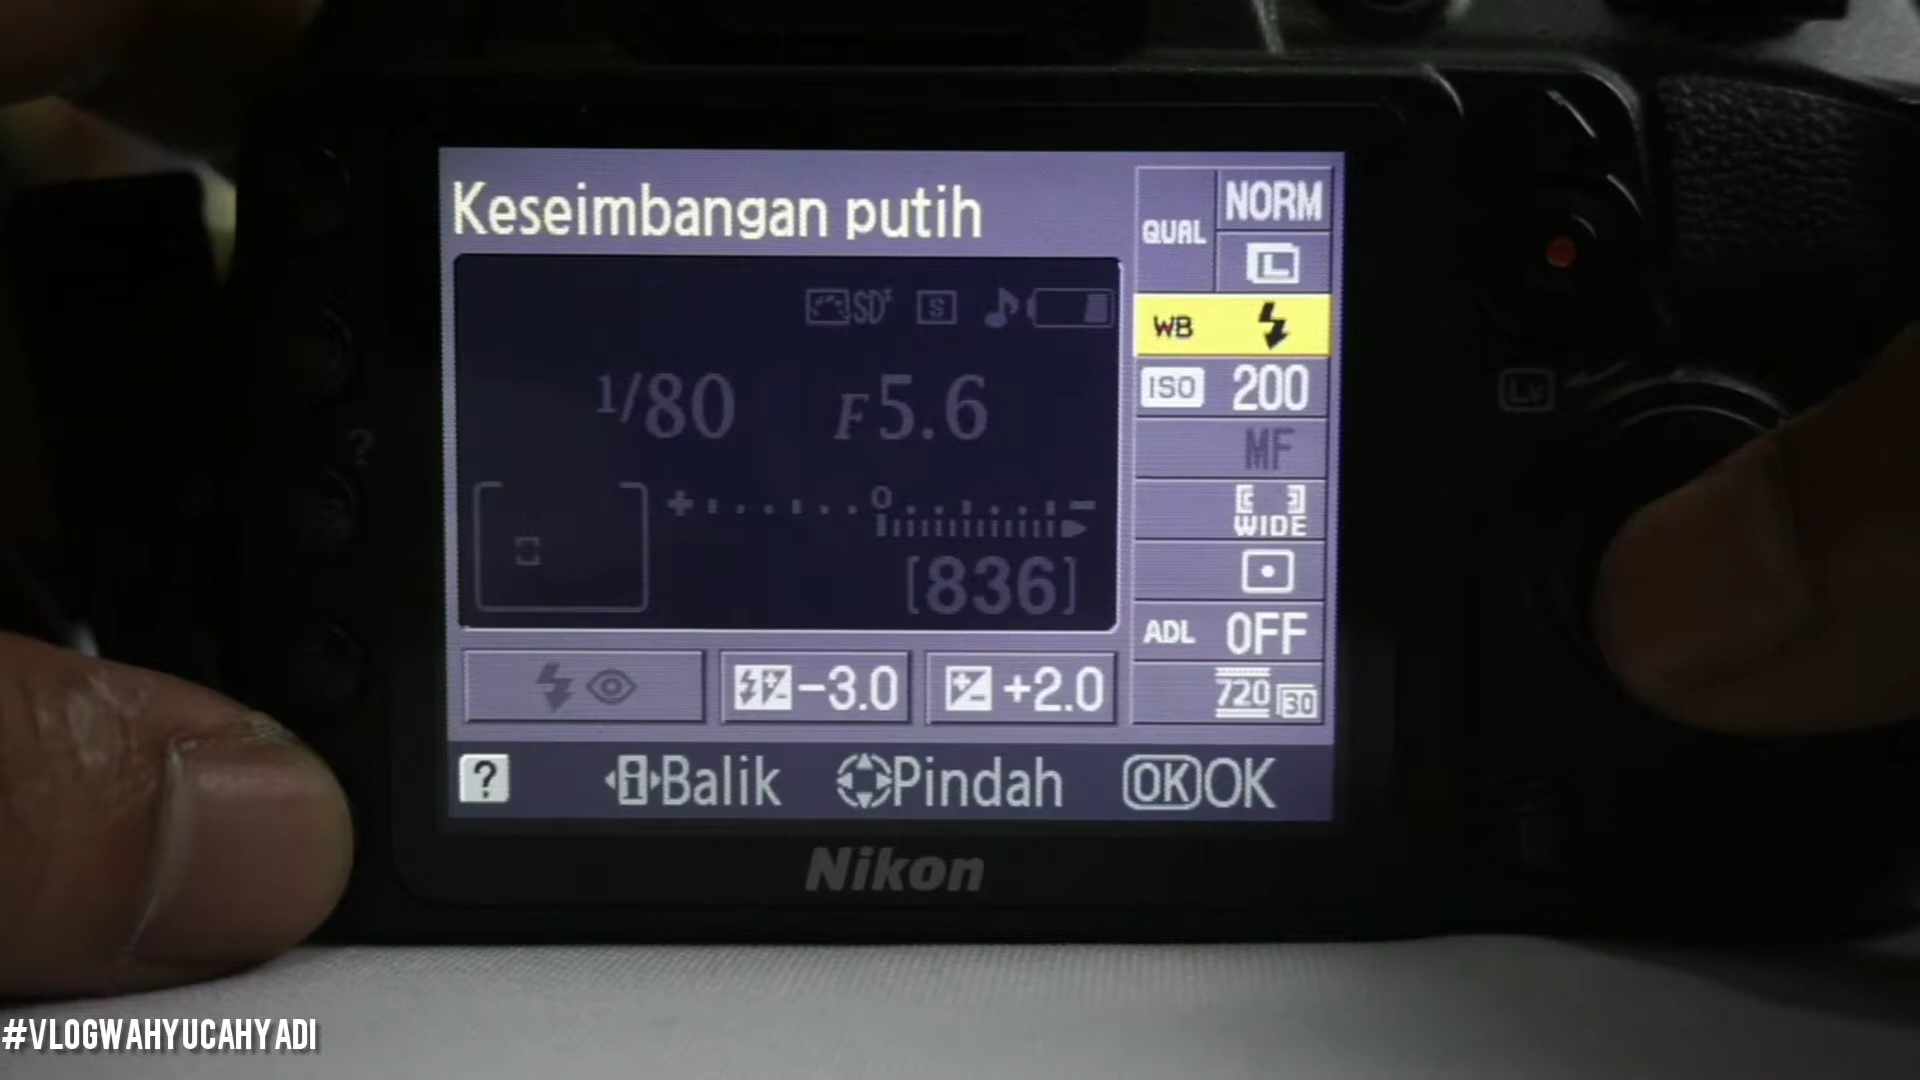 Keseimbangan putih
QUAL NORM
L
WB
ISO 200
MF
WIDE
ADL OFF
720 30
SD
S
1/80 F5.6
+ 0 -
[836]
-3.0
+2.0
? i Balik Pindah OK OK
Nikon
Lv
?
#VLOGWAHYUCAHYADI